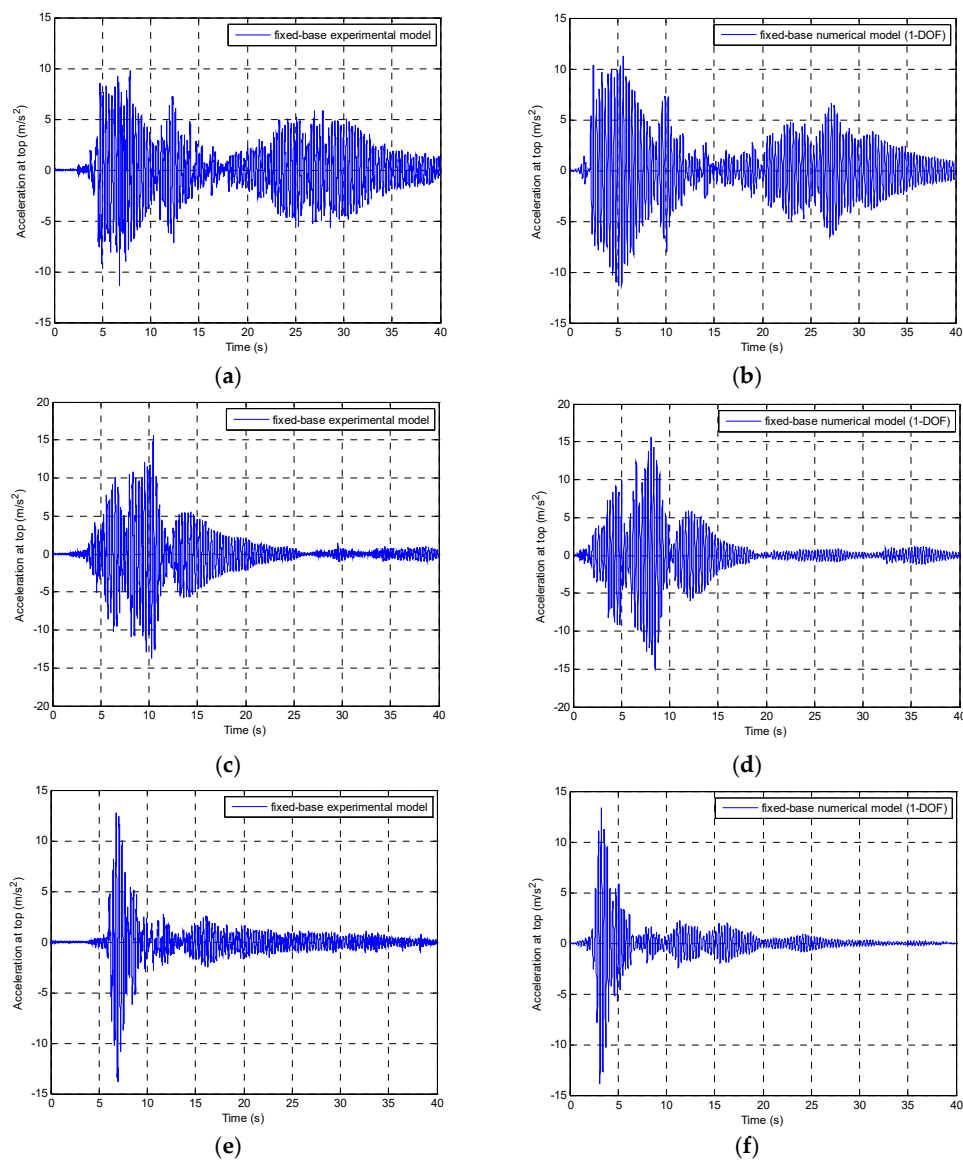 fixed-base experimental model
Acceleration at top (m/s²)
15
10
5
0
-5
-10
-15
0 5 10 15 20 25 30 35 40
Time (s)
(a)
fixed-base numerical model (1-DOF)
Acceleration at top (m/s²)
15
10
5
0
-5
-10
-15
0 5 10 15 20 25 30 35 40
Time (s)
(b)
fixed-base experimental model
Acceleration at top (m/s²)
20
15
10
5
0
-5
-10
-15
-20
0 5 10 15 20 25 30 35 40
Time (s)
(c)
fixed-base numerical model (1-DOF)
Acceleration at top (m/s²)
20
15
10
5
0
-5
-10
-15
-20
0 5 10 15 20 25 30 35 40
Time (s)
(d)
fixed-base experimental model
Acceleration at top (m/s²)
15
10
5
0
-5
-10
-15
0 5 10 15 20 25 30 35 40
Time (s)
(e)
fixed-base numerical model (1-DOF)
Acceleration at top (m/s²)
15
10
5
0
-5
-10
-15
0 5 10 15 20 25 30 35 40
Time (s)
(f)